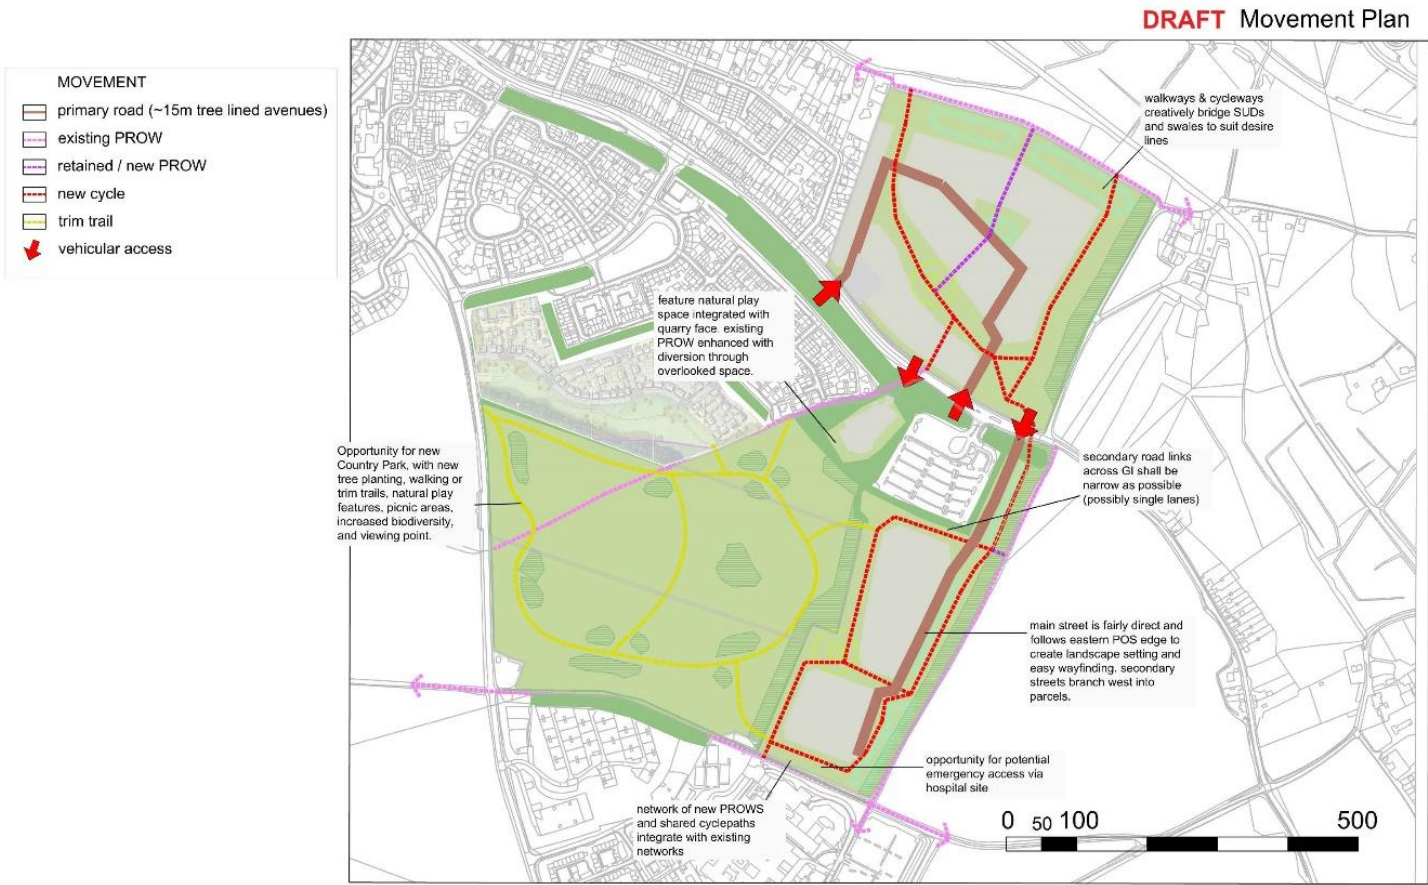 DRAFT Movement Plan
MOVEMENT
primary road (~15m tree lined avenues)
existing PROW
retained / new PROW
new cycle
trim trail
vehicular access
walkways & cycleways
creatively bridge SUDs
and swales to suit desire
lines
feature natural play
space integrated with
quarry face. existing
PROW enhanced with
diversion through
overlooked space.
Opportunity for new
Country Park, with new
tree planting, walking or
trim trails, natural play
features, picnic areas,
increased biodiversity,
and viewing point.
secondary road links
across GI shall be
narrow as possible
(possibly single lanes)
main street is fairly direct and
follows eastern POS edge to
create landscape setting and
easy wayfinding. secondary
streets branch west into
parcels.
opportunity for potential
emergency access via
hospital site
network of new PROWS
and shared cyclepaths
integrate with existing
networks
0 50 100 500